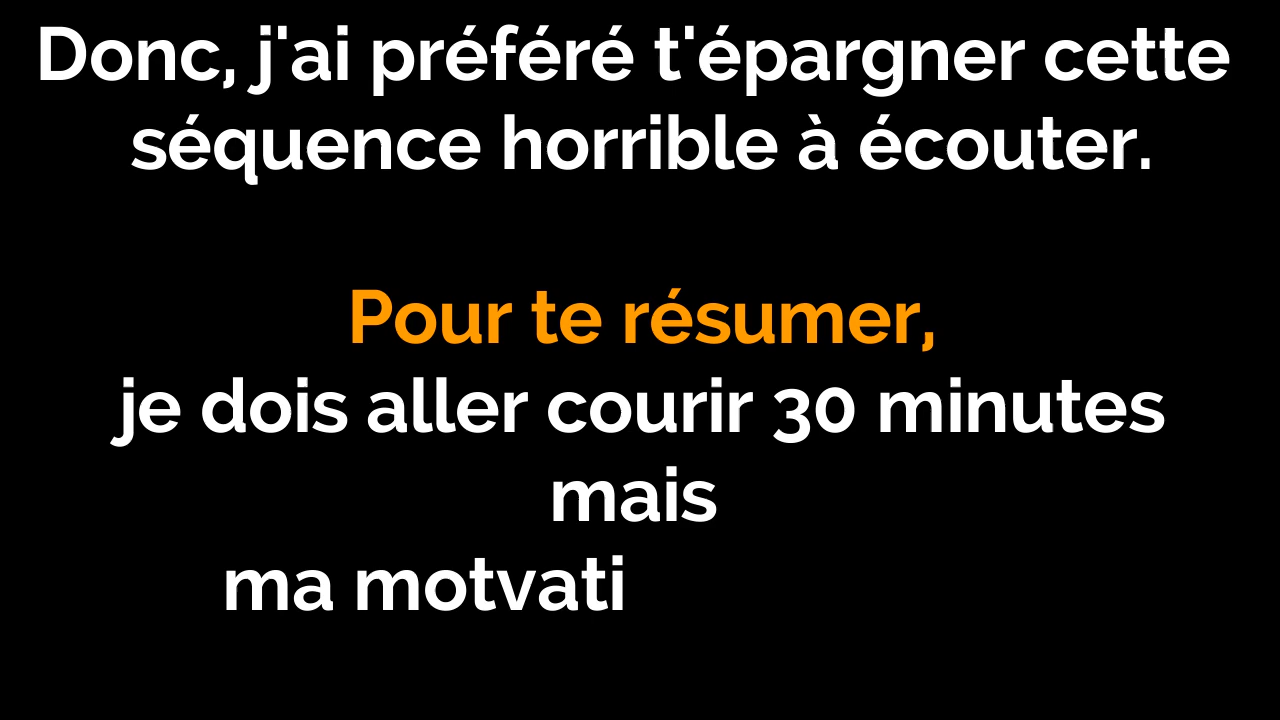 Donc, j'ai préféré t'épargner cette
séquence horrible à écouter.
Pour te résumer,
je dois aller courir 30 minutes
mais
ma motvati